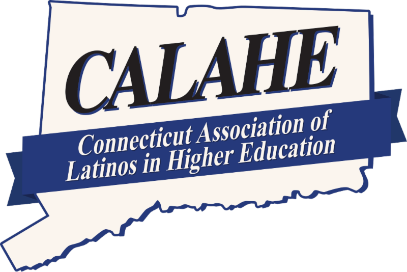 CALAHE
Connecticut Association of
Latinos in Higher Education